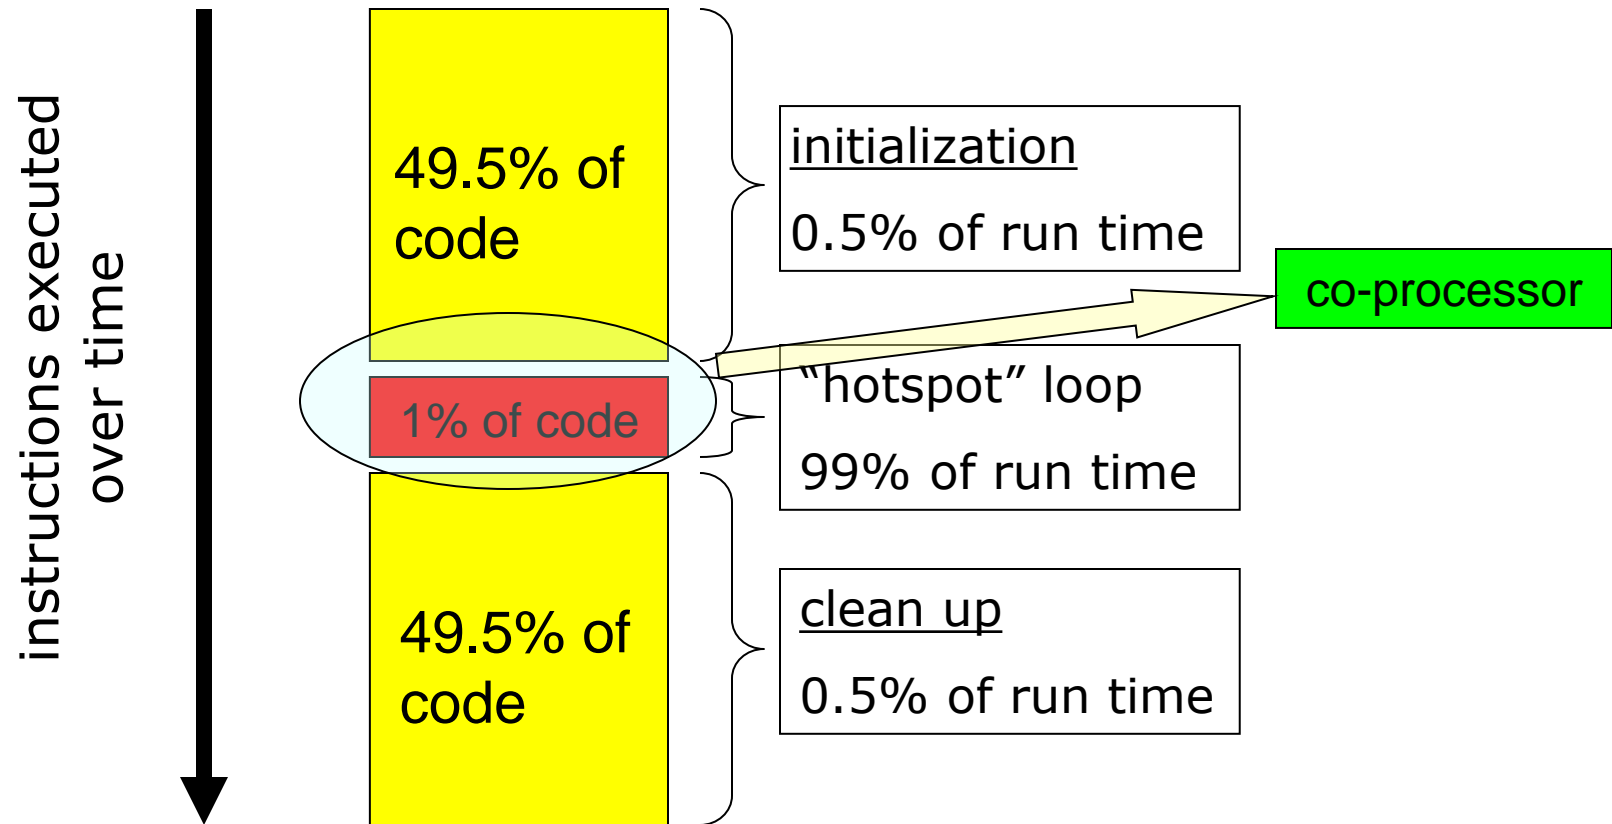 instructions executed
over time
49.5% of
code
initialization
0.5% of run time
co-processor
1% of code
“hotspot” loop
99% of run time
49.5% of
code
clean up
0.5% of run time